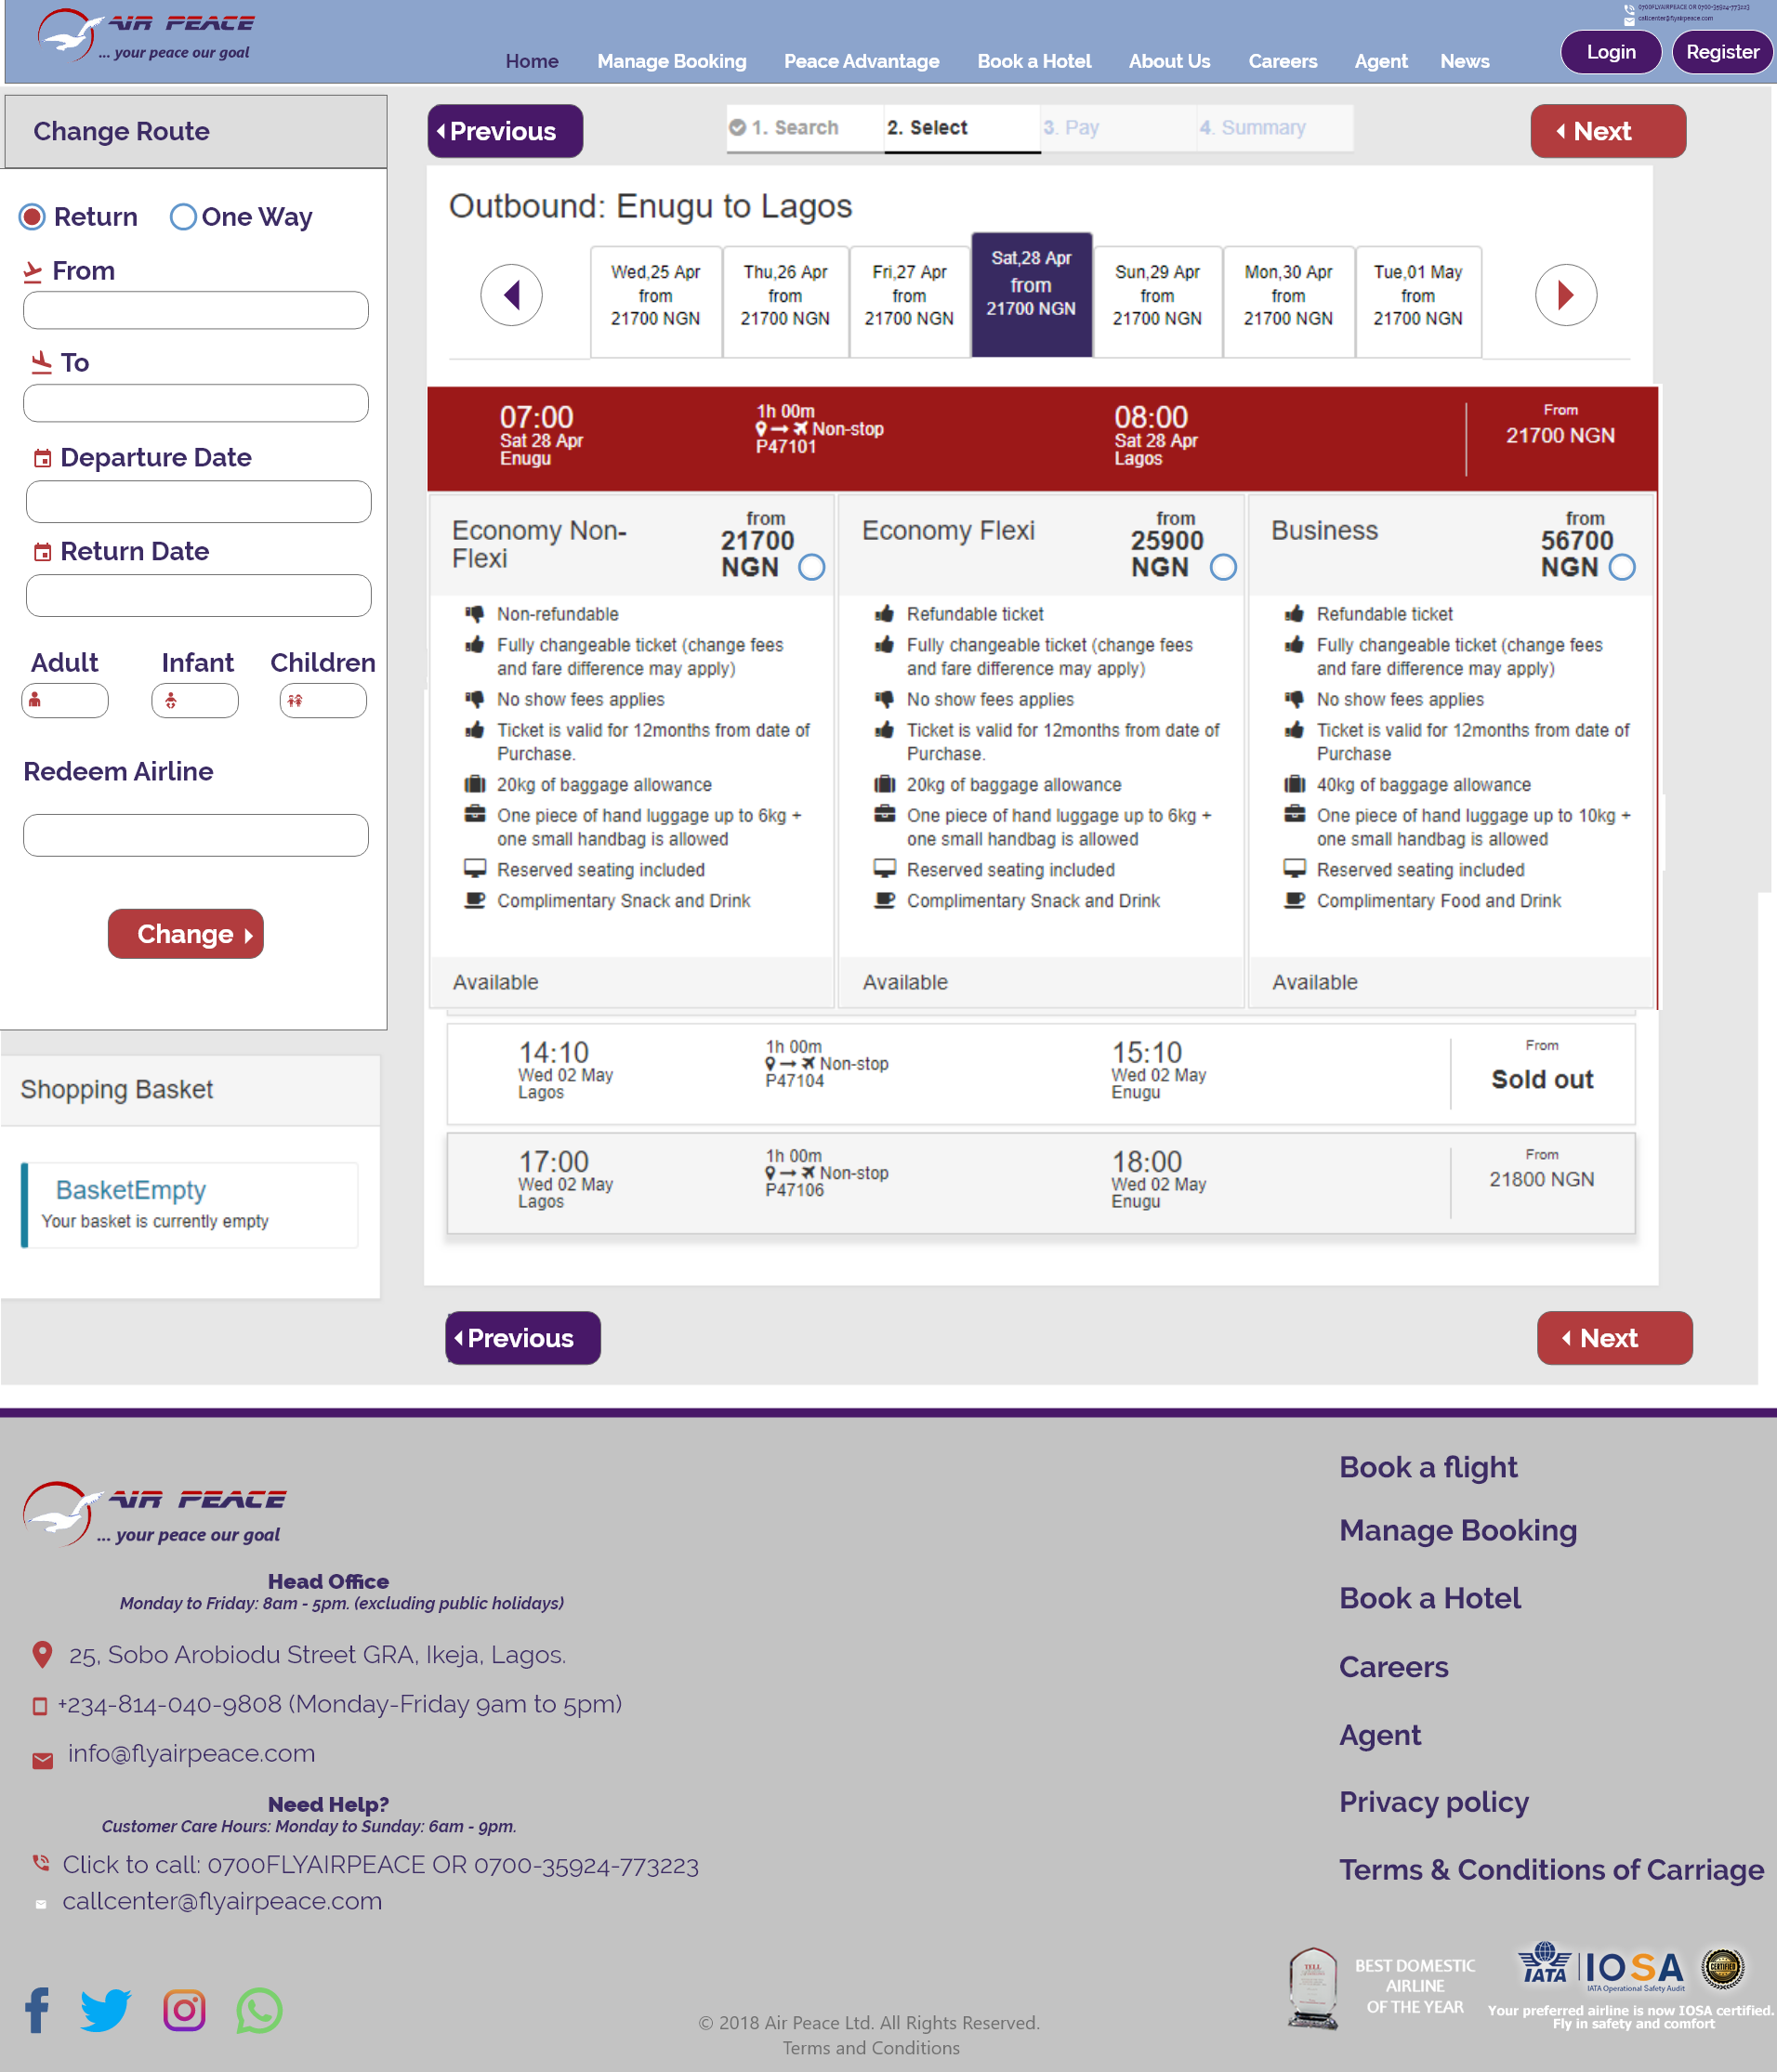 AIR PEACE
... your peace our goal
0700FLYAIRPEACE OR 0700-35924-773223
callcenter@flyairpeace.com
Home Manage Booking Peace Advantage Book a Hotel About Us Careers Agent News
Login Register
Change Route
Return One Way
From
To
Departure Date
Return Date
Adult Infant Children
Redeem Airline
Change
Shopping Basket
BasketEmpty
Your basket is currently empty
Previous
1. Search 2. Select 3. Pay 4. Summary
Next
Outbound: Enugu to Lagos
Wed,25 Apr
from
21700 NGN
Thu,26 Apr
from
21700 NGN
Fri,27 Apr
from
21700 NGN
Sat,28 Apr
from
21700 NGN
Sun,29 Apr
from
21700 NGN
Mon,30 Apr
from
21700 NGN
Tue,01 May
from
21700 NGN
07:00
Sat 28 Apr
Enugu
1h 00m
Non-stop
P47101
08:00
Sat 28 Apr
Lagos
From
21700 NGN
Economy Non-
Flexi
from
21700
NGN
Non-refundable
Fully changeable ticket (change fees
and fare difference may apply)
No show fees applies
Ticket is valid for 12months from date of
Purchase.
20kg of baggage allowance
One piece of hand luggage up to 6kg +
one small handbag is allowed
Reserved seating included
Complimentary Snack and Drink
Available
Economy Flexi
from
25900
NGN
Refundable ticket
Fully changeable ticket (change fees
and fare difference may apply)
No show fees applies
Ticket is valid for 12months from date of
Purchase.
20kg of baggage allowance
One piece of hand luggage up to 6kg +
one small handbag is allowed
Reserved seating included
Complimentary Snack and Drink
Available
Business
from
56700
NGN
Refundable ticket
Fully changeable ticket (change fees
and fare difference may apply)
No show fees applies
Ticket is valid for 12months from date of
Purchase
40kg of baggage allowance
One piece of hand luggage up to 10kg +
one small handbag is allowed
Reserved seating included
Complimentary Food and Drink
Available
14:10
Wed 02 May
Lagos
1h 00m
Non-stop
P47104
15:10
Wed 02 May
Enugu
From
Sold out
17:00
Wed 02 May
Lagos
1h 00m
Non-stop
P47106
18:00
Wed 02 May
Enugu
From
21800 NGN
Previous
Next
AIR PEACE
... your peace our goal
Head Office
Monday to Friday: 8am - 5pm. (excluding public holidays)
25, Sobo Arobiodu Street GRA, Ikeja, Lagos.
+234-814-040-9808 (Monday-Friday 9am to 5pm)
info@flyairpeace.com
Need Help?
Customer Care Hours: Monday to Sunday: 6am - 9pm.
Click to call: 0700FLYAIRPEACE OR 0700-35924-773223
callcenter@flyairpeace.com
Book a flight
Manage Booking
Book a Hotel
Careers
Agent
Privacy policy
Terms & Conditions of Carriage
© 2018 Air Peace Ltd. All Rights Reserved.
Terms and Conditions
TELL
BEST DOMESTIC
AIRLINE
OF THE YEAR
IATA
IOSA
IATA Operational Safety Audit
CERTIFIED
Your preferred airline is now IOSA certified.
Fly in safety and comfort